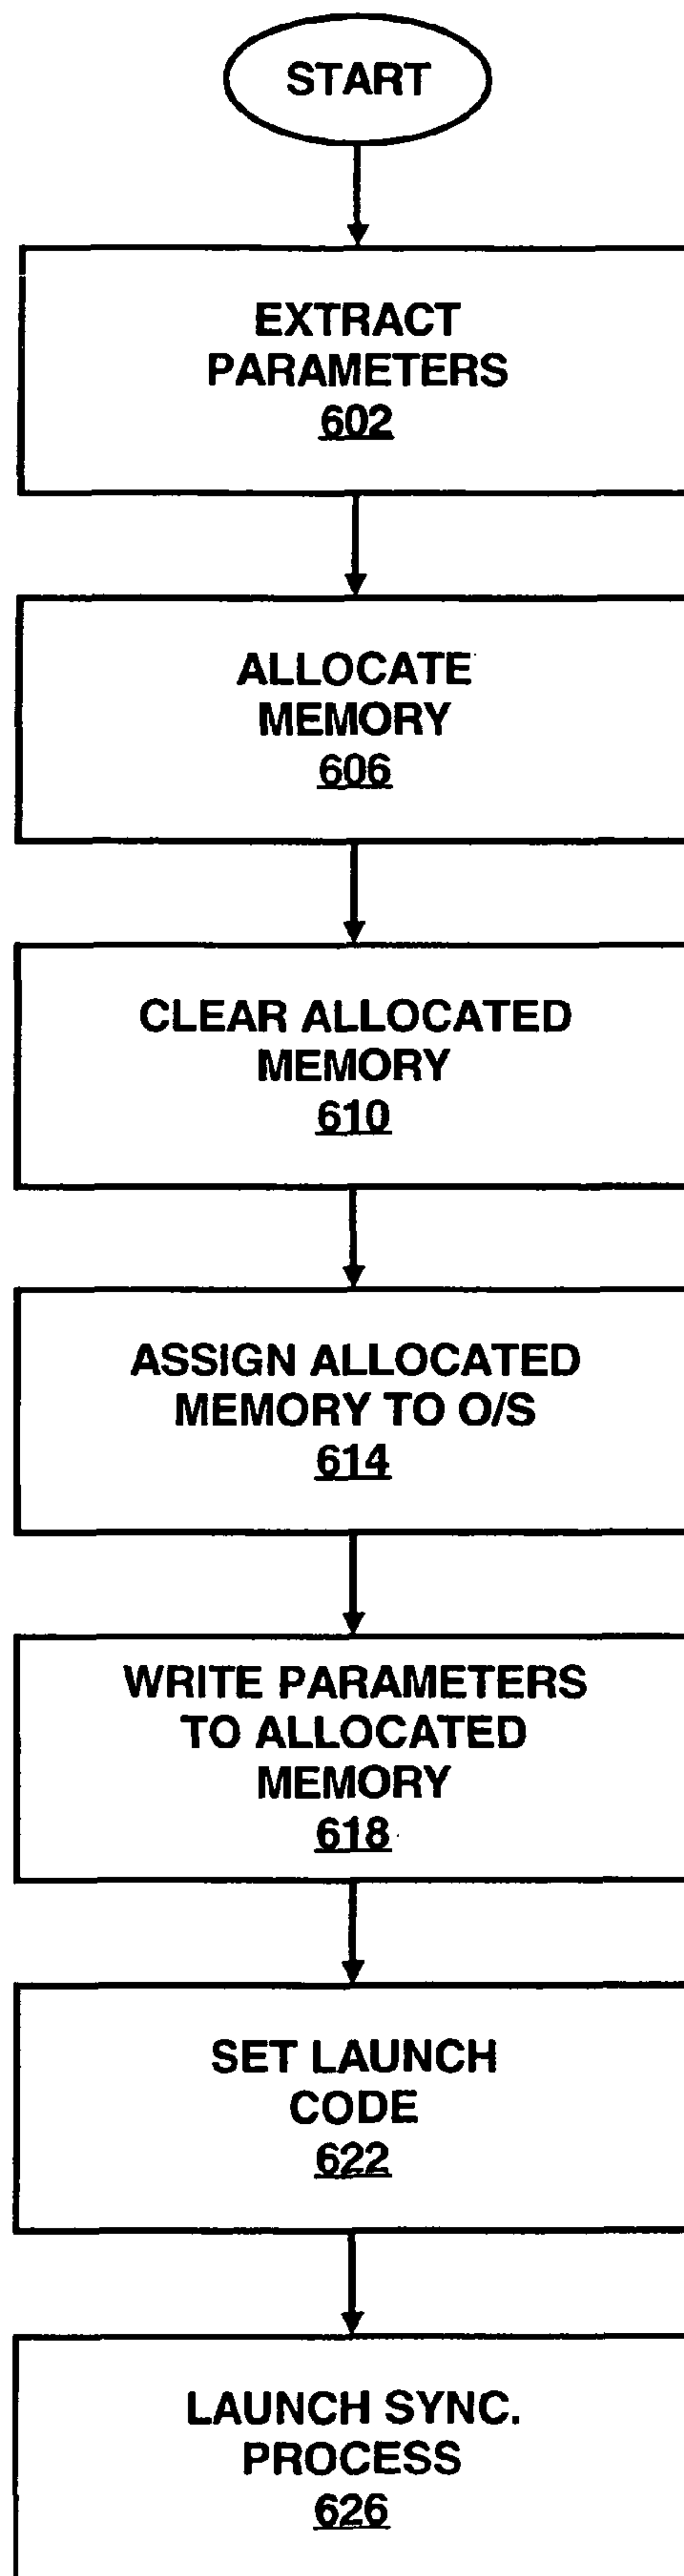 START
EXTRACT
PARAMETERS
602
ALLOCATE
MEMORY
606
CLEAR ALLOCATED
MEMORY
610
ASSIGN ALLOCATED
MEMORY TO O/S
614
WRITE PARAMETERS
TO ALLOCATED
MEMORY
618
SET LAUNCH
CODE
622
LAUNCH SYNC.
PROCESS
626